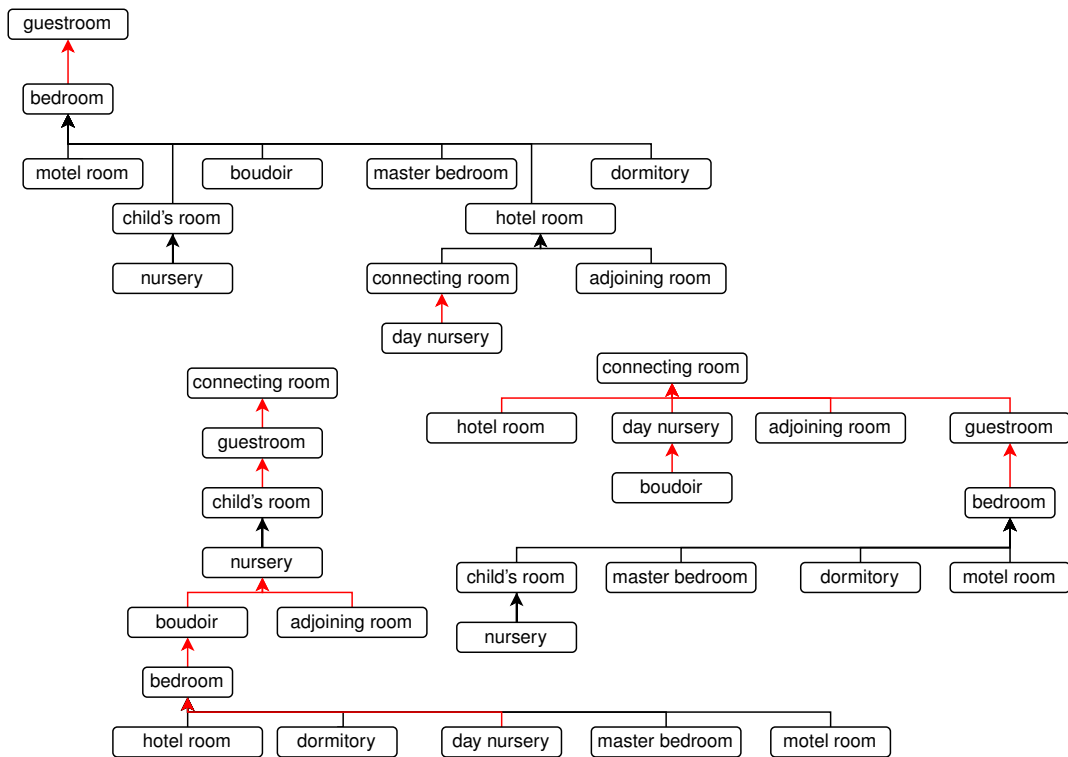 guestroom
bedroom
motel room
boudoir
master bedroom
dormitory
child's room
hotel room
nursery
connecting room
adjoining room
day nursery
connecting room
guestroom
child's room
nursery
boudoir
adjoining room
bedroom
hotel room
dormitory
day nursery
master bedroom
motel room
connecting room
hotel room
day nursery
adjoining room
guestroom
boudoir
bedroom
child's room
master bedroom
dormitory
motel room
nursery